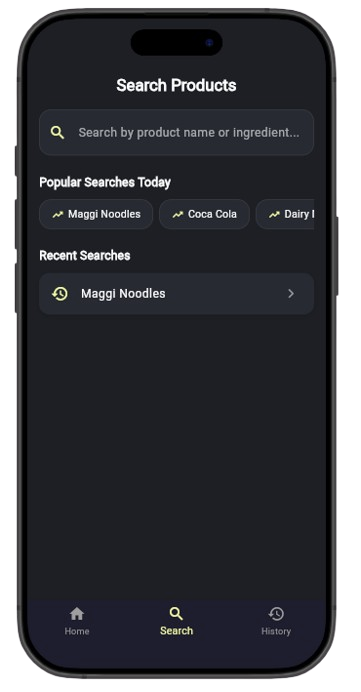 Search Products
Search by product name or ingredient...
Popular Searches Today
Maggi Noodles
Coca Cola
Dairy
Recent Searches
Maggi Noodles
Home
Search
History